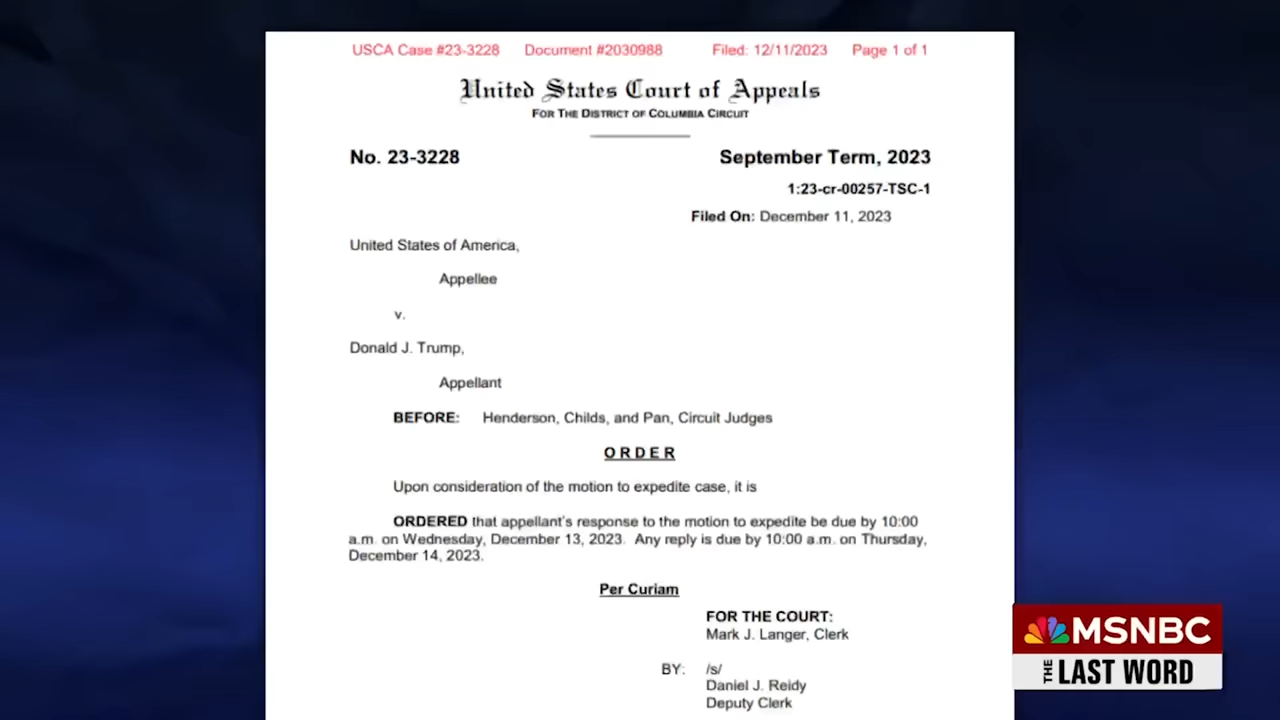 USCA Case #23-3228 Document #2030988 Filed: 12/11/2023 Page 1 of 1
United States Court of Appeals
FOR THE DISTRICT OF COLUMBIA CIRCUIT
No. 23-3228 September Term, 2023
1:23-cr-00257-TSC-1
Filed On: December 11, 2023
United States of America,
Appellee
v.
Donald J. Trump,
Appellant
BEFORE: Henderson, Childs, and Pan, Circuit Judges
ORDER
Upon consideration of the motion to expedite case, it is
ORDERED that appellant's response to the motion to expedite be due by 10:00
a.m. on Wednesday, December 13, 2023. Any reply is due by 10:00 a.m. on Thursday,
December 14, 2023.
Per Curiam
FOR THE COURT:
Mark J. Langer, Clerk
BY: /s/
Daniel J. Reidy
Deputy Clerk
MSNBC
THE LAST WORD